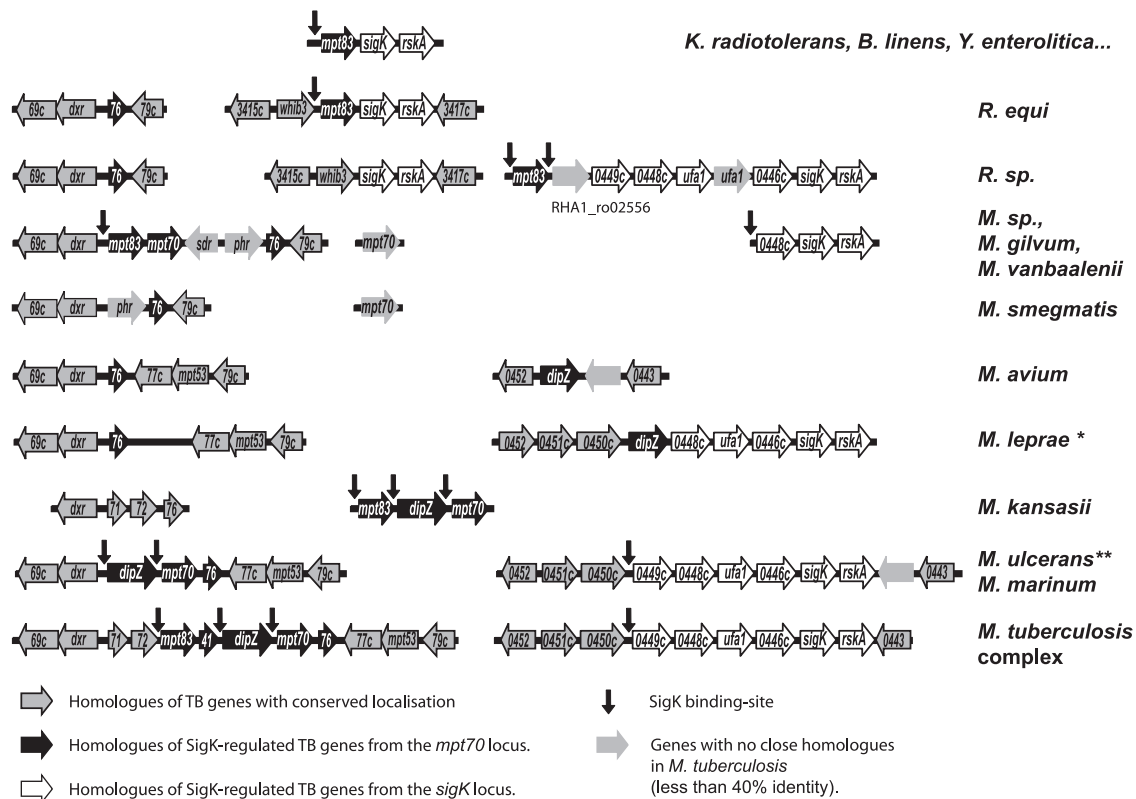 mpt83 sigK rskA K. radiotolerans, B. linens, Y. enterolitica...
69c dxr 76 79c 3415c whib3 mpt83 sigK rskA 3417c R. equi
69c dxr 76 79c 3415c whib3 sigK rskA 3417c mpt83 0449c 0448c ufa1 ufa1 0446c sigK rskA R. sp.
RHA1_ro02556
M. sp.,
69c dxr mpt83 mpt70 sdr phr 76 79c mpt70 0448c sigK rskA M. gilvum,
M. vanbaalenii
69c dxr phr 76 79c mpt70 M. smegmatis
69c dxr 76 77c mpt53 79c 0452 dipZ 0443 M. avium
69c dxr 76 77c mpt53 79c 0452 0451c 0450c dipZ 0448c ufa1 0446c sigK rskA M. leprae *
dxr 71 72 76 mpt83 dipZ mpt70 M. kansasii
69c dxr dipZ mpt70 76 77c mpt53 79c 0452 0451c 0450c 0449c 0448c ufa1 0446c sigK rskA 0443 M. ulcerans**
M. marinum
69c dxr 71 72 mpt83 41 dipZ mpt70 76 77c mpt53 79c 0452 0451c 0450c 0449c 0448c ufa1 0446c sigK rskA 0443 M. tuberculosis
complex
Homologues of TB genes with conserved localisation
Homologues of SigK-regulated TB genes from the mpt70 locus.
Homologues of SigK-regulated TB genes from the sigK locus.
SigK binding-site
Genes with no close homologues
in M. tuberculosis
(less than 40% identity).